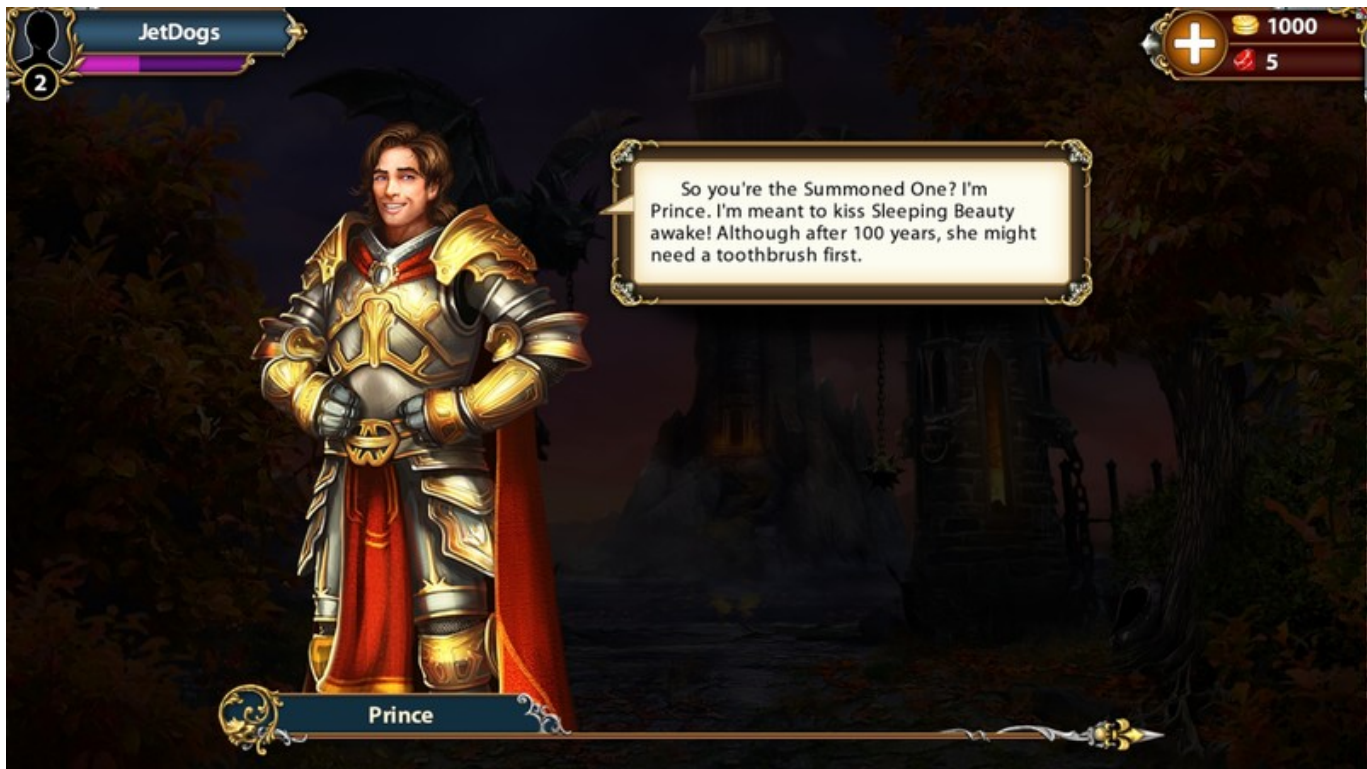 JetDogs
2
1000
5
So you're the Summoned One? I'm
Prince. I'm meant to kiss Sleeping Beauty
awake! Although after 100 years, she might
need a toothbrush first.
Prince